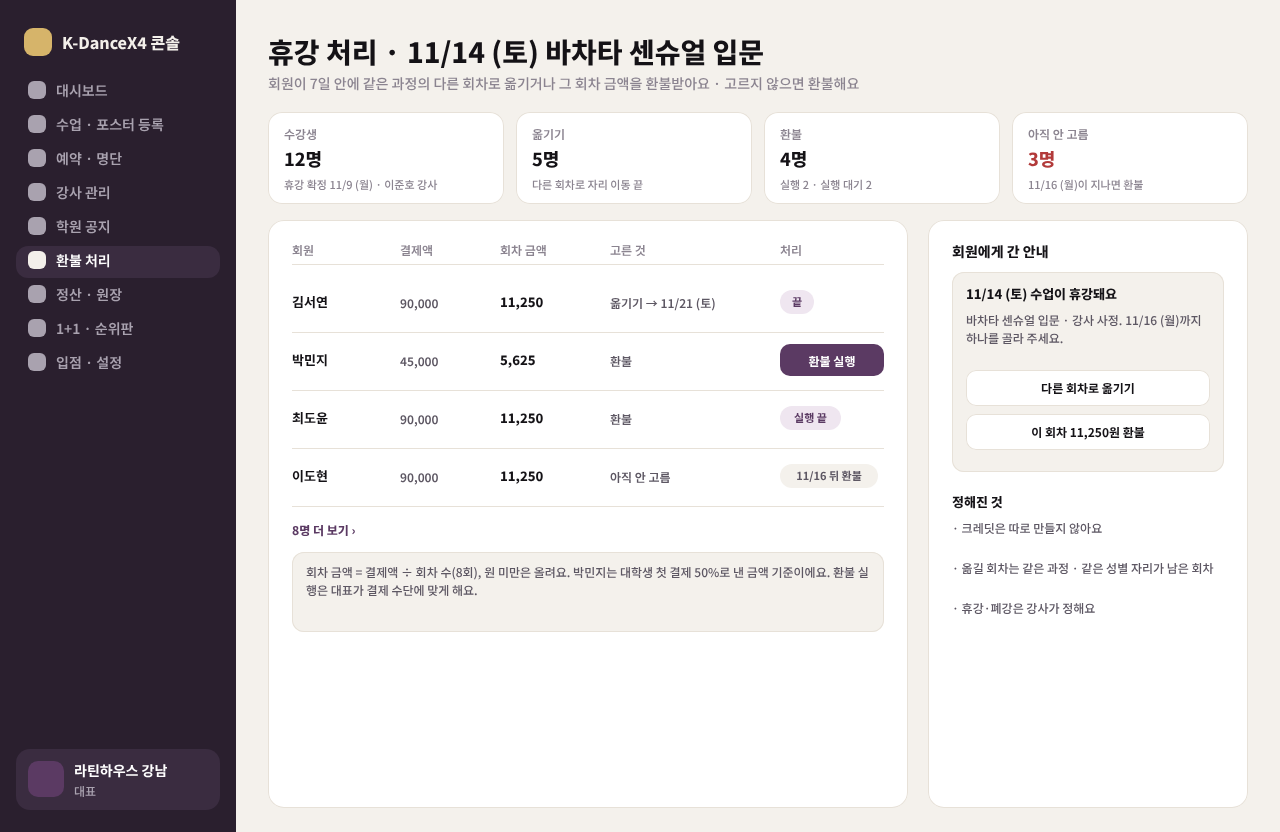 K-DanceX4 콘솔
대시보드
수업 · 포스터 등록
예약 · 명단
강사 관리
학원 공지
환불 처리
정산 · 원장
1+1 · 순위판
입점 · 설정
라틴하우스 강남
대표
휴강 처리 · 11/14 (토) 바차타 센슈얼 입문
회원이 7일 안에 같은 과정의 다른 회차로 옮기거나 그 회차 금액을 환불받아요 · 고르지 않으면 환불해요
수강생
12명
휴강 확정 11/9 (월) · 이준호 강사
옮기기
5명
다른 회차로 자리 이동 끝
환불
4명
실행 2 · 실행 대기 2
아직 안 고름
3명
11/16 (월)이 지나면 환불
회원 결제액 회차 금액 고른 것 처리
김서연 90,000 11,250 옮기기 → 11/21 (토) 끝
박민지 45,000 5,625 환불 환불 실행
최도윤 90,000 11,250 환불 실행 끝
이도현 90,000 11,250 아직 안 고름 11/16 뒤 환불
8명 더 보기 ›
회차 금액 = 결제액 ÷ 회차 수(8회), 원 미만은 올려요. 박민지는 대학생 첫 결제 50%로 낸 금액 기준이에요. 환불 실
행은 대표가 결제 수단에 맞게 해요.
회원에게 간 안내
11/14 (토) 수업이 휴강돼요
바차타 센슈얼 입문 · 강사 사정. 11/16 (월)까지
하나를 골라 주세요.
다른 회차로 옮기기
이 회차 11,250원 환불
정해진 것
· 크레딧은 따로 만들지 않아요
· 옮길 회차는 같은 과정 · 같은 성별 자리가 남은 회차
· 휴강·폐강은 강사가 정해요